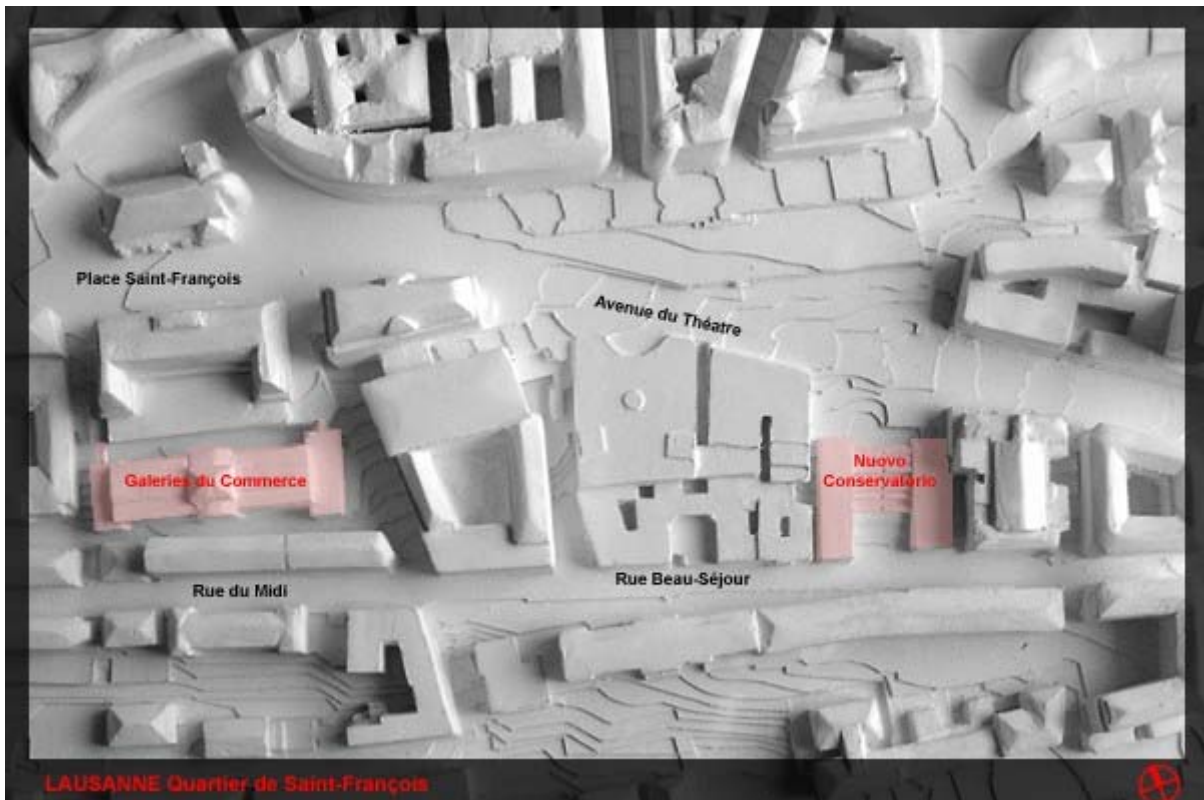 Place Saint-François
Avenue du Théatre
Galeries du Commerce
Nuovo
Conservatorio
Rue du Midi
Rue Beau-Séjour
LAUSANNE Quartier de Saint-François